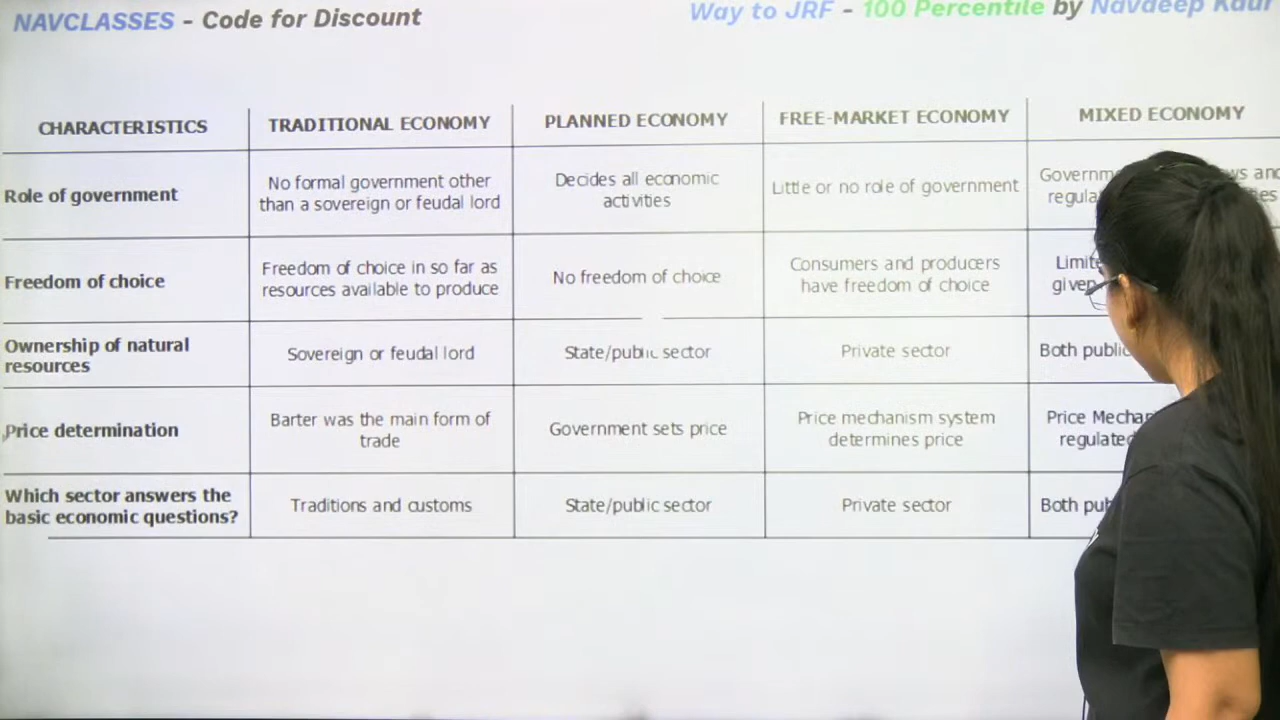 NAVCLASSES - Code for Discount
Way to JRF - 100 Percentile by Navdeep Kaur
CHARACTERISTICS
TRADITIONAL ECONOMY
PLANNED ECONOMY
FREE-MARKET ECONOMY
MIXED ECONOMY
Role of government
No formal government other
than a sovereign or feudal lord
Decides all economic
activities
Little or no role of government
and
Freedom of choice
Freedom of choice in so far as
resources available to produce
No freedom of choice
Consumers and producers
have freedom of choice
Ownership of natural
resources
Sovereign or feudal lord
State/public sector
Private sector
Both
Price determination
Barter was the main form of
trade
Government sets price
Price mechanism system
determines price
Price
regulated
Which sector answers the
basic economic questions?
Traditions and customs
State/public sector
Private sector
Both